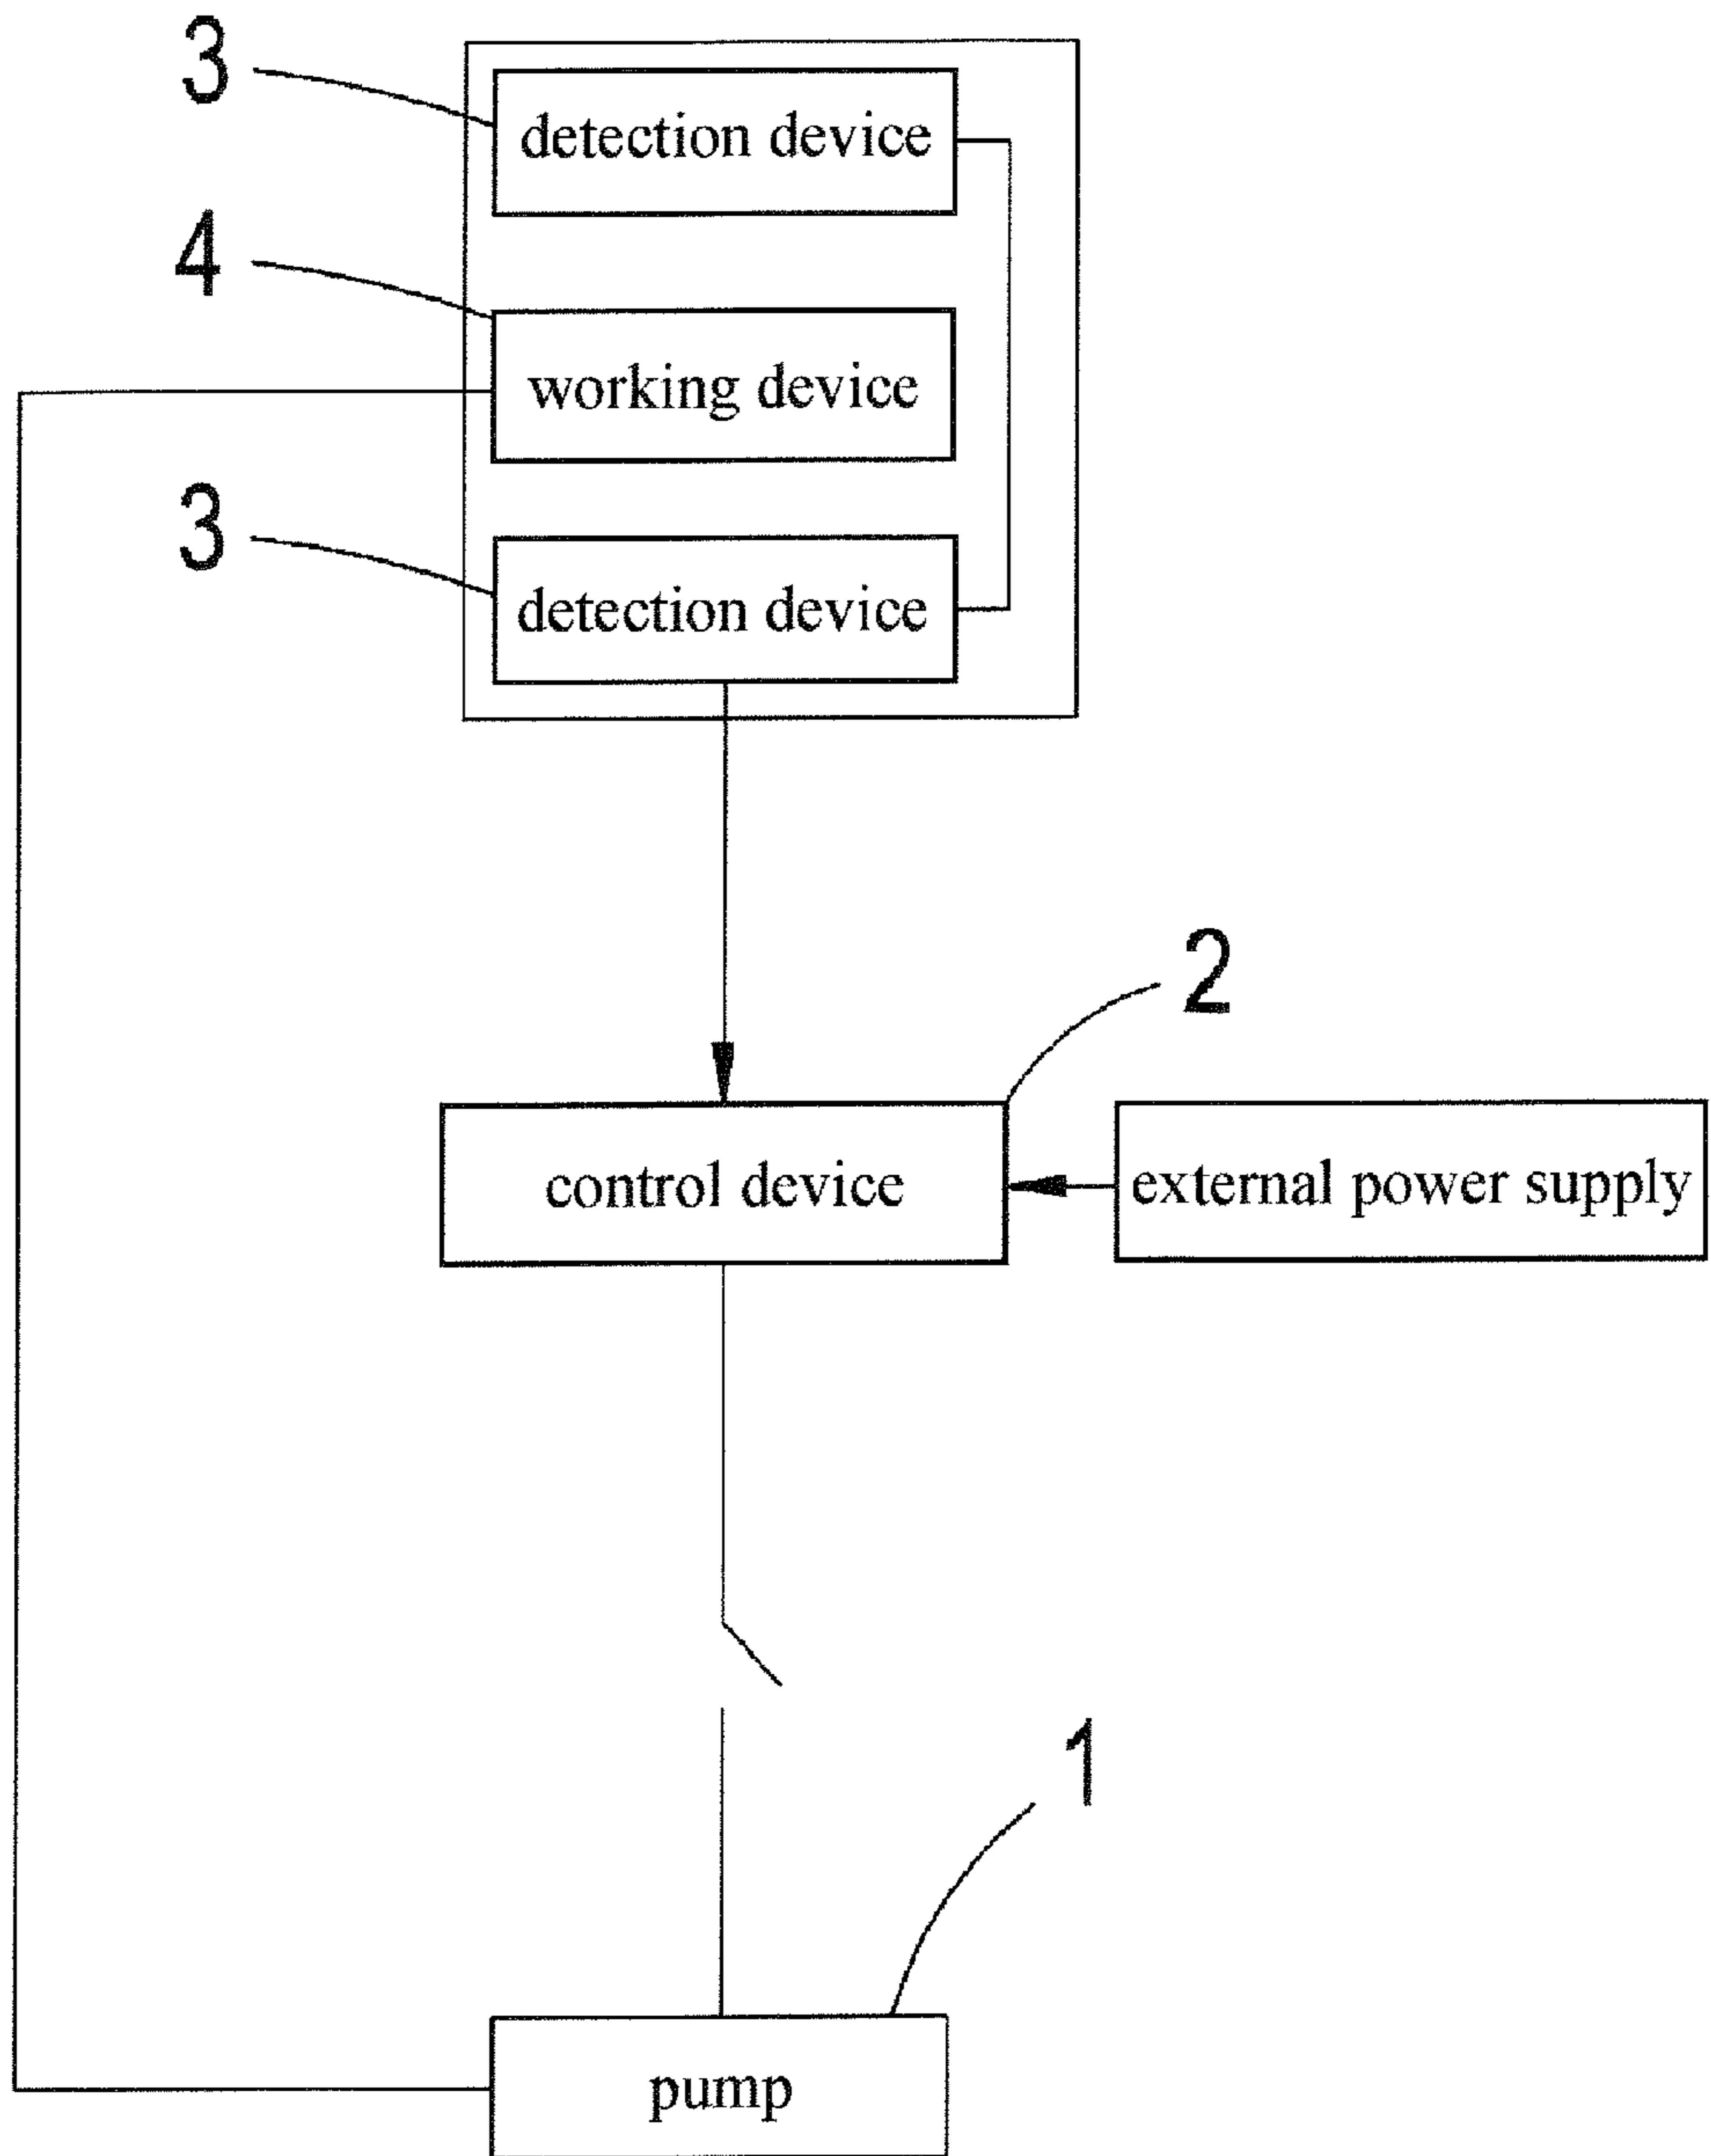 3
detection device
4
working device
3
detection device
2
control device
external power supply
1
pump